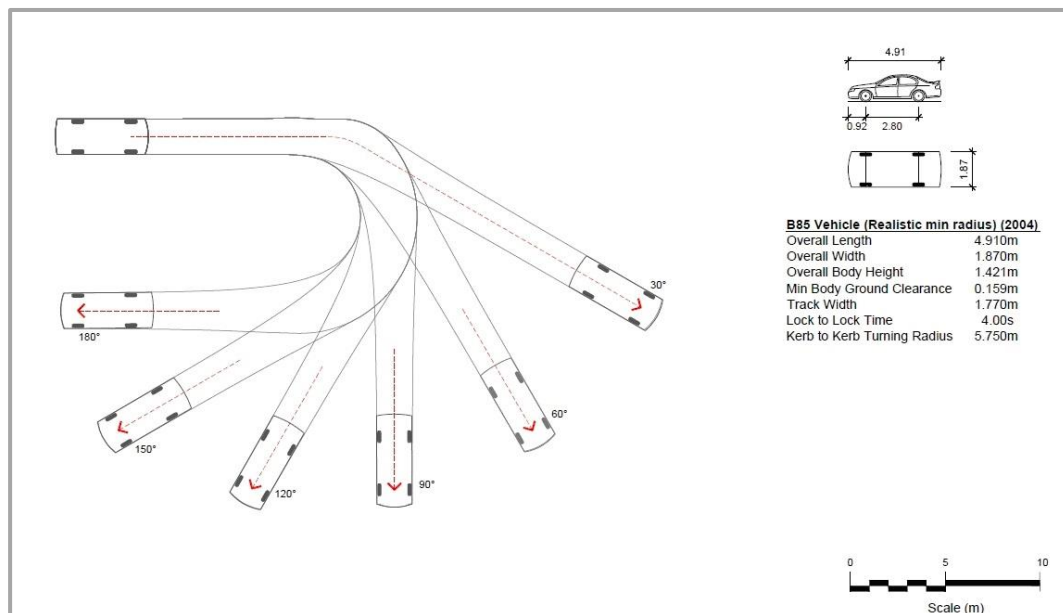 4.91
0.92 2.80
1.87
B85 Vehicle (Realistic min radius) (2004)
Overall Length 4.910m
Overall Width 1.870m
Overall Body Height 1.421m
Min Body Ground Clearance 0.159m
Track Width 1.770m
Lock to Lock Time 4.00s
Kerb to Kerb Turning Radius 5.750m
30°
180°
60°
150°
120°
90°
0 5 10
Scale (m)